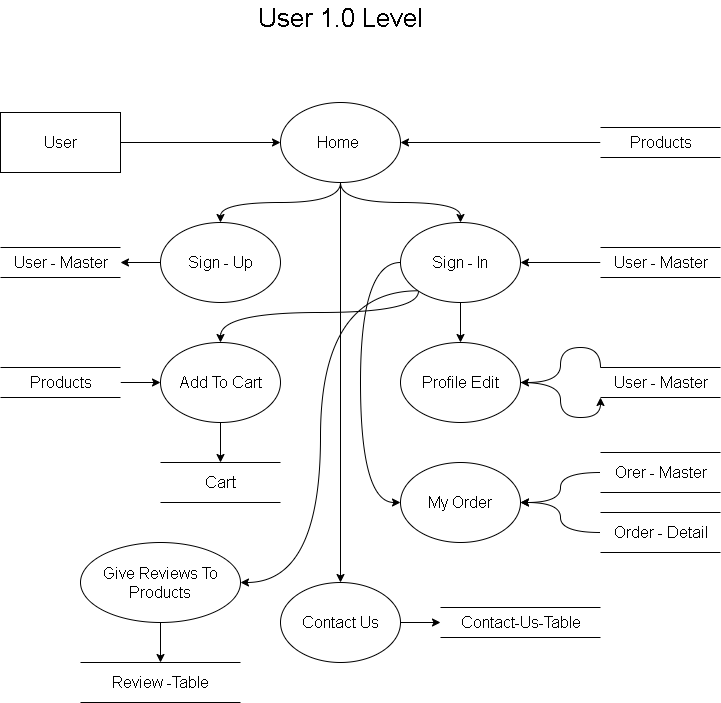 User 1.0 Level
User
Home
Products
User - Master
Sign - Up
Sign - In
User - Master
Products
Add To Cart
Profile Edit
User - Master
Cart
My Order
Orer - Master
Order - Detail
Give Reviews To
Products
Contact Us
Contact-Us-Table
Review -Table